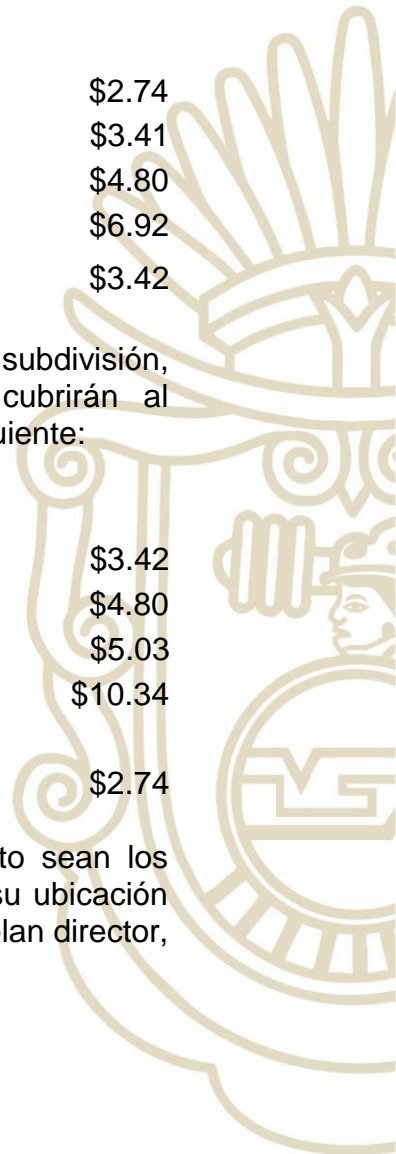 $2.74
$3.41
$4.80
$6.92
$3.42
subdivisión,
cubrirán al
uiente:
$3.42
$4.80
$5.03
$10.34
$2.74
to sean los
su ubicación
plan director,